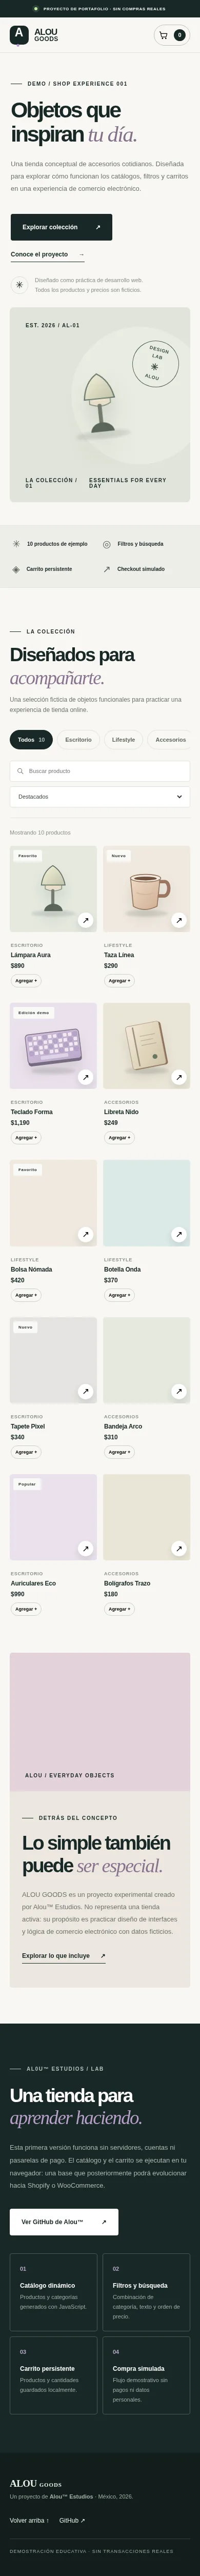 PROYECTO DE PORTAFOLIO · SIN COMPRAS REALES
A
ALOU
GOODS
0
DEMO / SHOP EXPERIENCE 001
Objetos que
inspiran tu día.
Una tienda conceptual de accesorios cotidianos. Diseñada
para explorar cómo funcionan los catálogos, filtros y carritos
en una experiencia de comercio electrónico.
Explorar colección ↗
Conoce el proyecto →
Diseñado como práctica de desarrollo web.
Todos los productos y precios son ficticios.
EST. 2026 / AL-01
DESIGN
LAB
ALOU
LA COLECCIÓN /
01
ESSENTIALS FOR EVERY
DAY
10 productos de ejemplo
Filtros y búsqueda
Carrito persistente
Checkout simulado
LA COLECCIÓN
Diseñados para
acompañarte.
Una selección ficticia de objetos funcionales para practicar una
experiencia de tienda online.
Todos 10
Escritorio
Lifestyle
Accesorios
Buscar producto
Destacados
Mostrando 10 productos
Favorito
Nuevo
ESCRITORIO
Lámpara Aura
$890
Agregar +
LIFESTYLE
Taza Línea
$290
Agregar +
Edición demo
ESCRITORIO
Teclado Forma
$1,190
Agregar +
ACCESORIOS
Libreta Nido
$249
Agregar +
Favorito
LIFESTYLE
Bolsa Nómada
$420
Agregar +
LIFESTYLE
Botella Onda
$370
Agregar +
Nuevo
ESCRITORIO
Tapete Pixel
$340
Agregar +
ACCESORIOS
Bandeja Arco
$310
Agregar +
Popular
ESCRITORIO
Auriculares Eco
$990
Agregar +
ACCESORIOS
Bolígrafos Trazo
$180
Agregar +
ALOU / EVERYDAY OBJECTS
DETRÁS DEL CONCEPTO
Lo simple también
puede ser especial.
ALOU GOODS es un proyecto experimental creado
por Alou™ Estudios. No representa una tienda
activa: su propósito es practicar diseño de interfaces
y lógica de comercio electrónico con datos ficticios.
Explorar lo que incluye ↗
ALOU™ ESTUDIOS / LAB
Una tienda para
aprender haciendo.
Esta primera versión funciona sin servidores, cuentas ni
pasarelas de pago. El catálogo y el carrito se ejecutan en tu
navegador: una base que posteriormente podrá evolucionar
hacia Shopify o WooCommerce.
Ver GitHub de Alou™ ↗
01
Catálogo dinámico
Productos y categorías
generados con JavaScript.
02
Filtros y búsqueda
Combinación de
categoría, texto y orden de
precio.
03
Carrito persistente
Productos y cantidades
guardados localmente.
04
Compra simulada
Flujo demostrativo sin
pagos ni datos
personales.
ALOU GOODS
Un proyecto de Alou™ Estudios · México, 2026.
Volver arriba ↑
GitHub ↗
DEMOSTRACIÓN EDUCATIVA · SIN TRANSACCIONES REALES